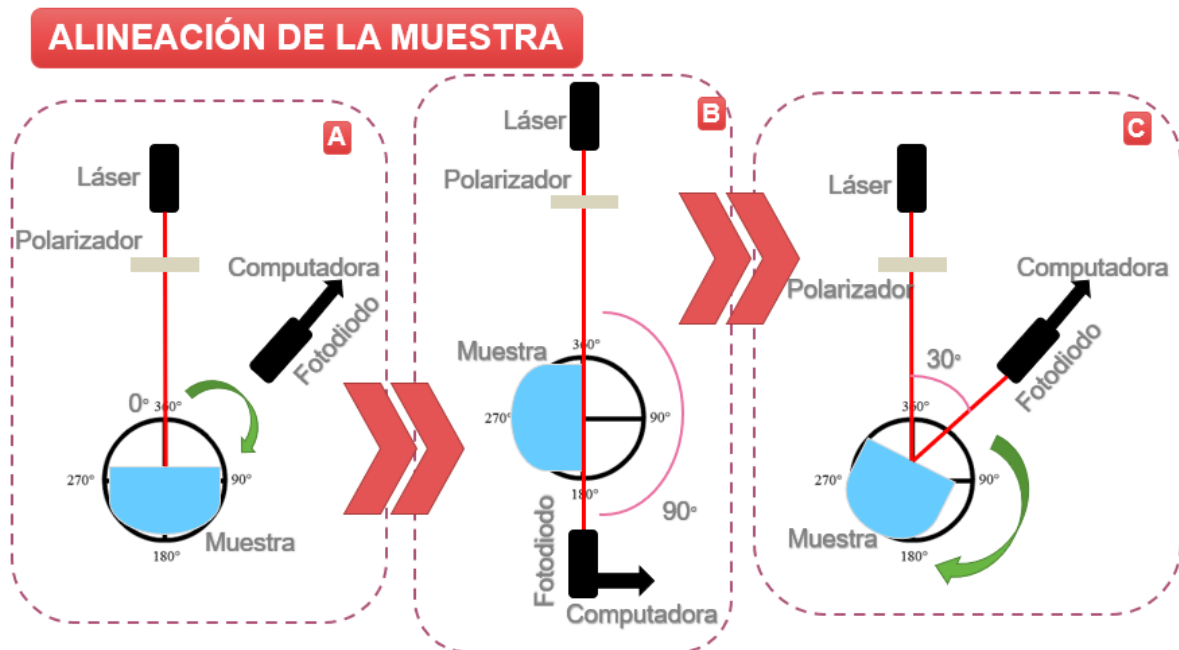 ALINEACIÓN DE LA MUESTRA
A
Láser
Polarizador
Computadora
Fotodiodo
0°
360°
270°
90°
180°
Muestra
B
Láser
Polarizador
Muestra
360°
270°
90°
180°
90°
Fotodiodo
Computadora
C
Láser
Polarizador
Computadora
Fotodiodo
30°
360°
270°
90°
Muestra
180°